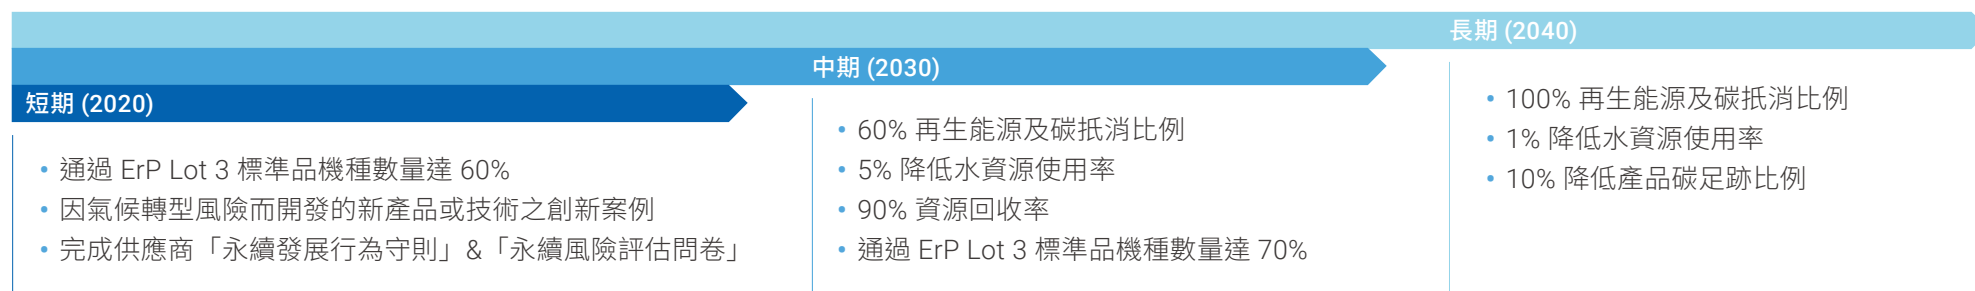 短期 (2020)
• 通過 ErP Lot 3 標準品機種數量達 60%
• 因氣候轉型風險而開發的新產品或技術之創新案例
• 完成供應商「永續發展行為守則」&「永續風險評估問卷」
中期 (2030)
• 60% 再生能源及碳抵消比例
• 5% 降低水資源使用率
• 90% 資源回收率
• 通過 ErP Lot 3 標準品機種數量達 70%
長期 (2040)
• 100% 再生能源及碳抵消比例
• 1% 降低水資源使用率
• 10% 降低產品碳足跡比例